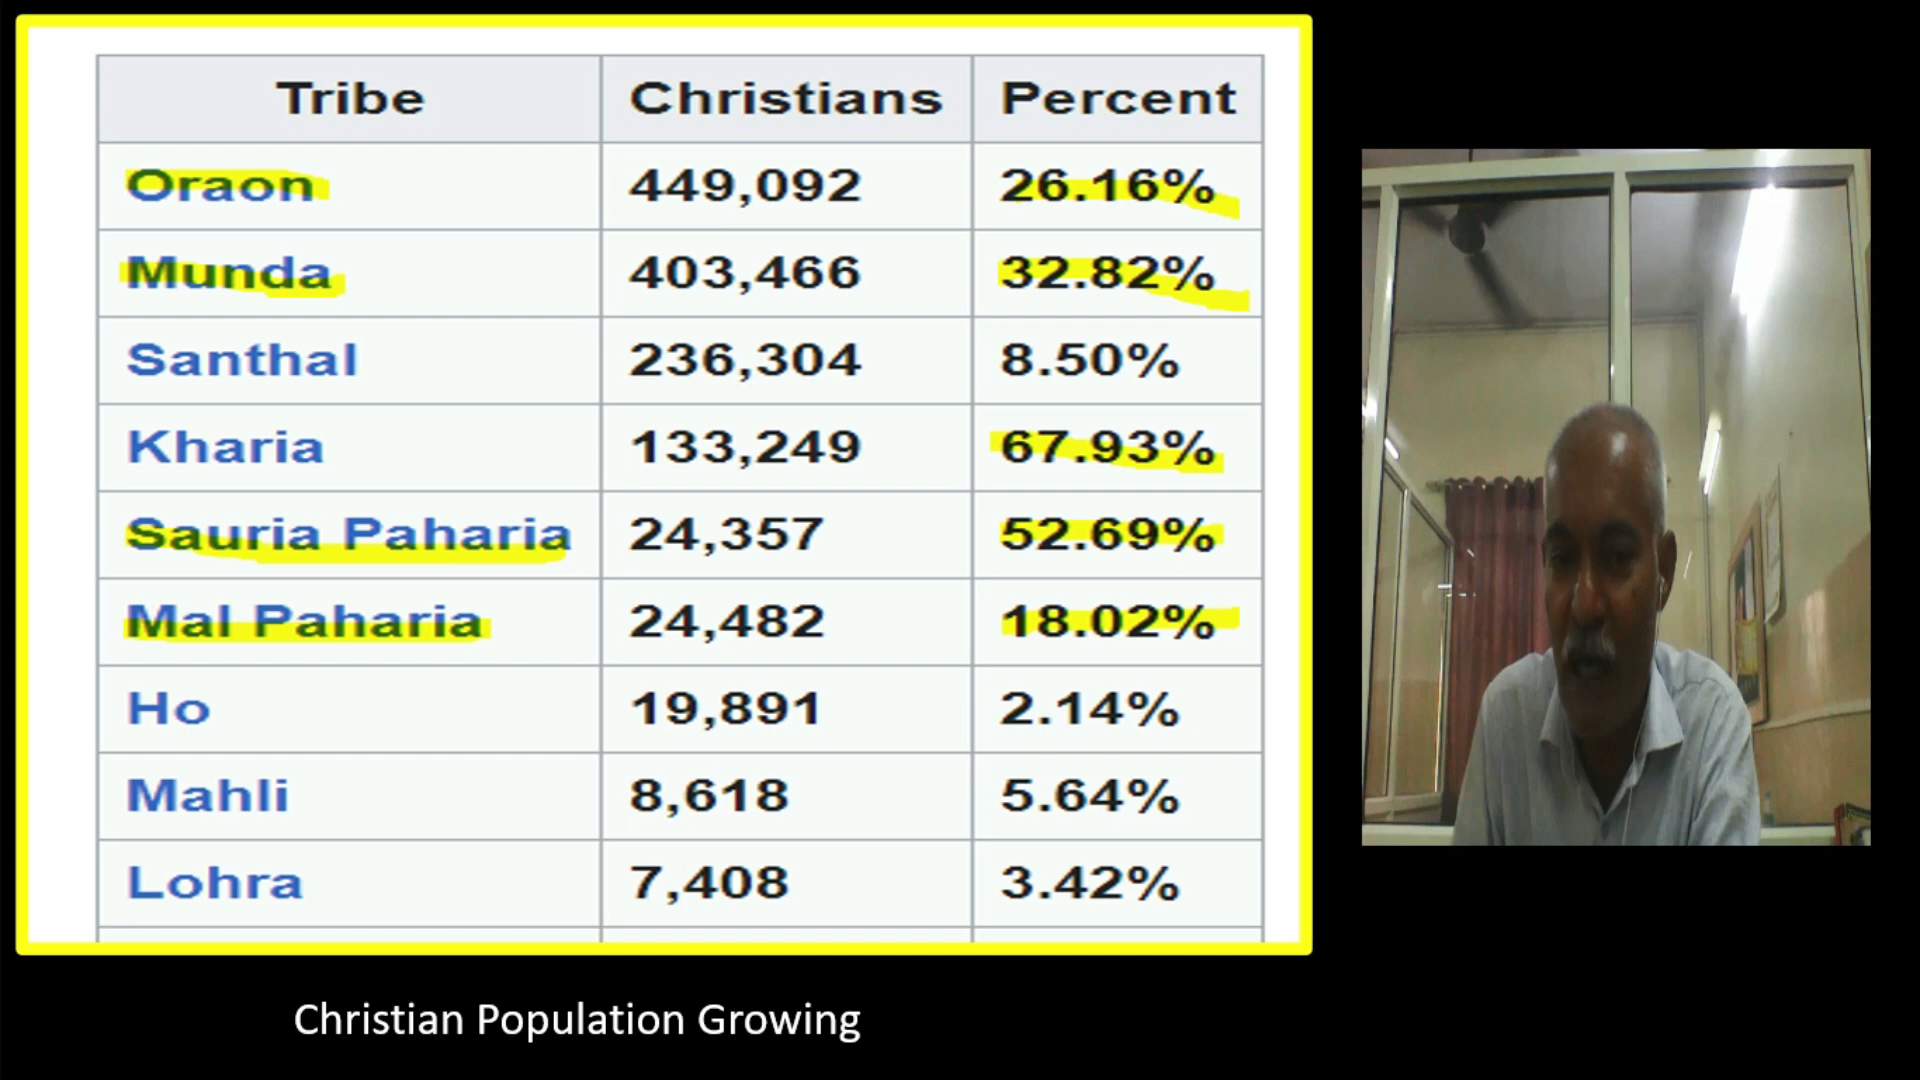 Tribe Christians Percent
Oraon 449,092 26.16%
Munda 403,466 32.82%
Santhal 236,304 8.50%
Kharia 133,249 67.93%
Sauria Paharia 24,357 52.69%
Mal Paharia 24,482 18.02%
Ho 19,891 2.14%
Mahli 8,618 5.64%
Lohra 7,408 3.42%
Christian Population Growing